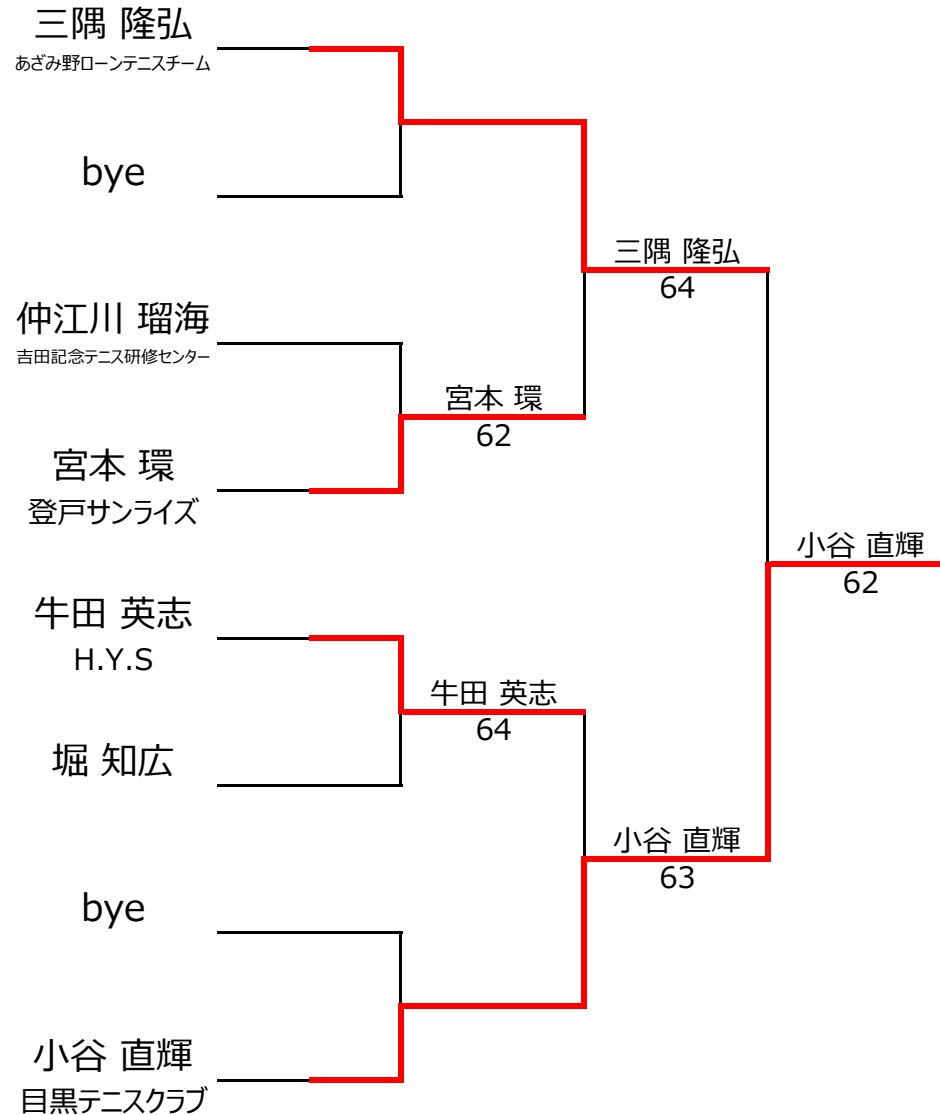 三隅 隆弘
あざみ野ローンテニスチーム
bye
三隅 隆弘
64
仲江川 瑠海
吉田記念テニス研修センター
宮本 環
62
宮本 環
登戸サンライズ
小谷 直輝
62
牛田 英志
H.Y.S
牛田 英志
64
堀 知広
小谷 直輝
63
bye
小谷 直輝
目黒テニスクラブ